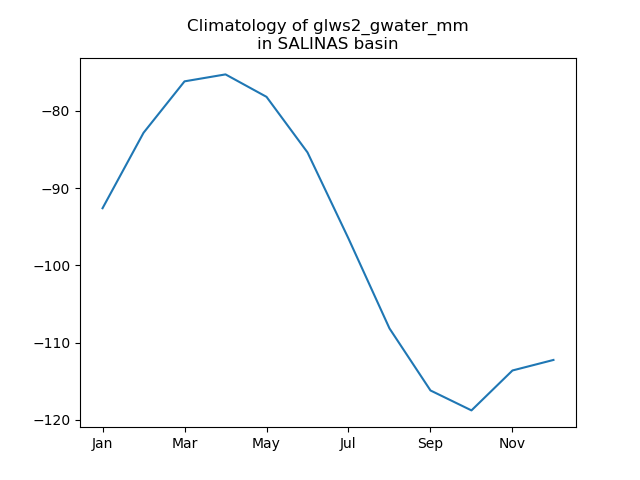 Climatology of glws2_gwater_mm
in SALINAS basin
−80
−90
−100
−110
−120
Jan
Mar
May
Jul
Sep
Nov